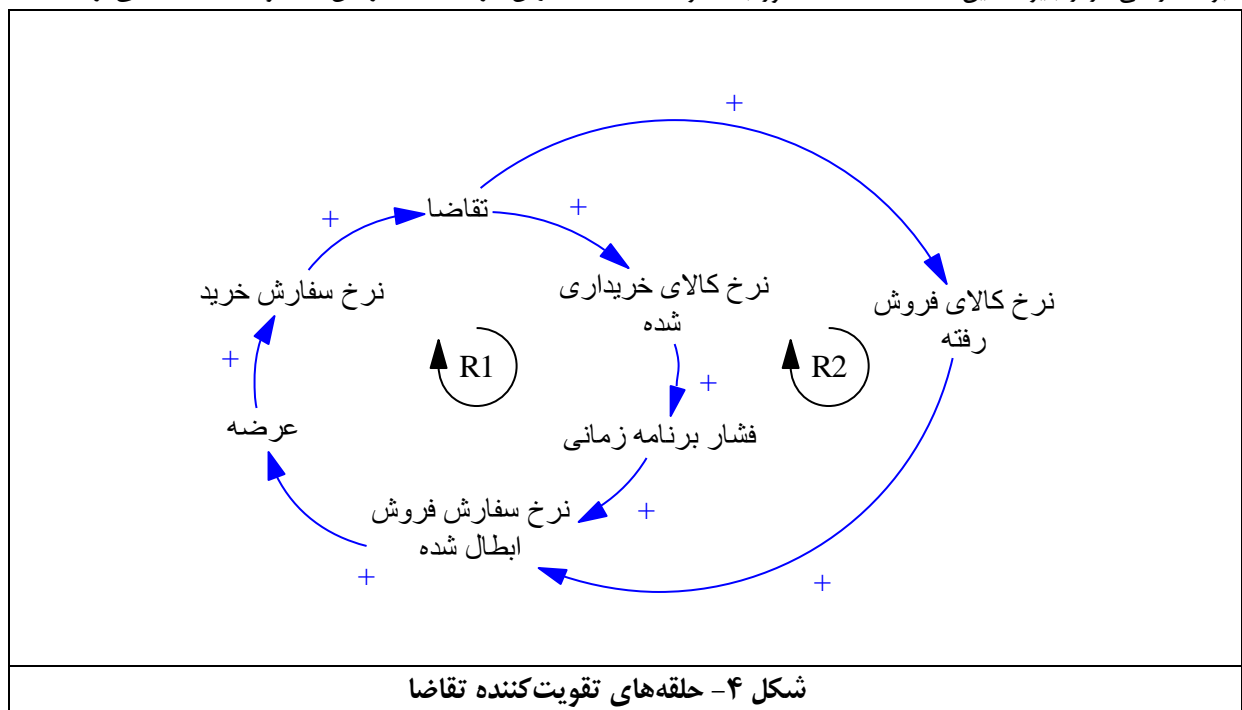 +
تقاضا
+
+
نرخ سفارش خرید
نرخ کالای خریداری
شده
نرخ کالای فروش
رفته
R1
R2
+
+
عرضه
فشار برنامه زمانی
نرخ سفارش فروش
ابطال شده
+
+
+
شکل ۴- حلقه‌های تقویت‌کننده تقاضا